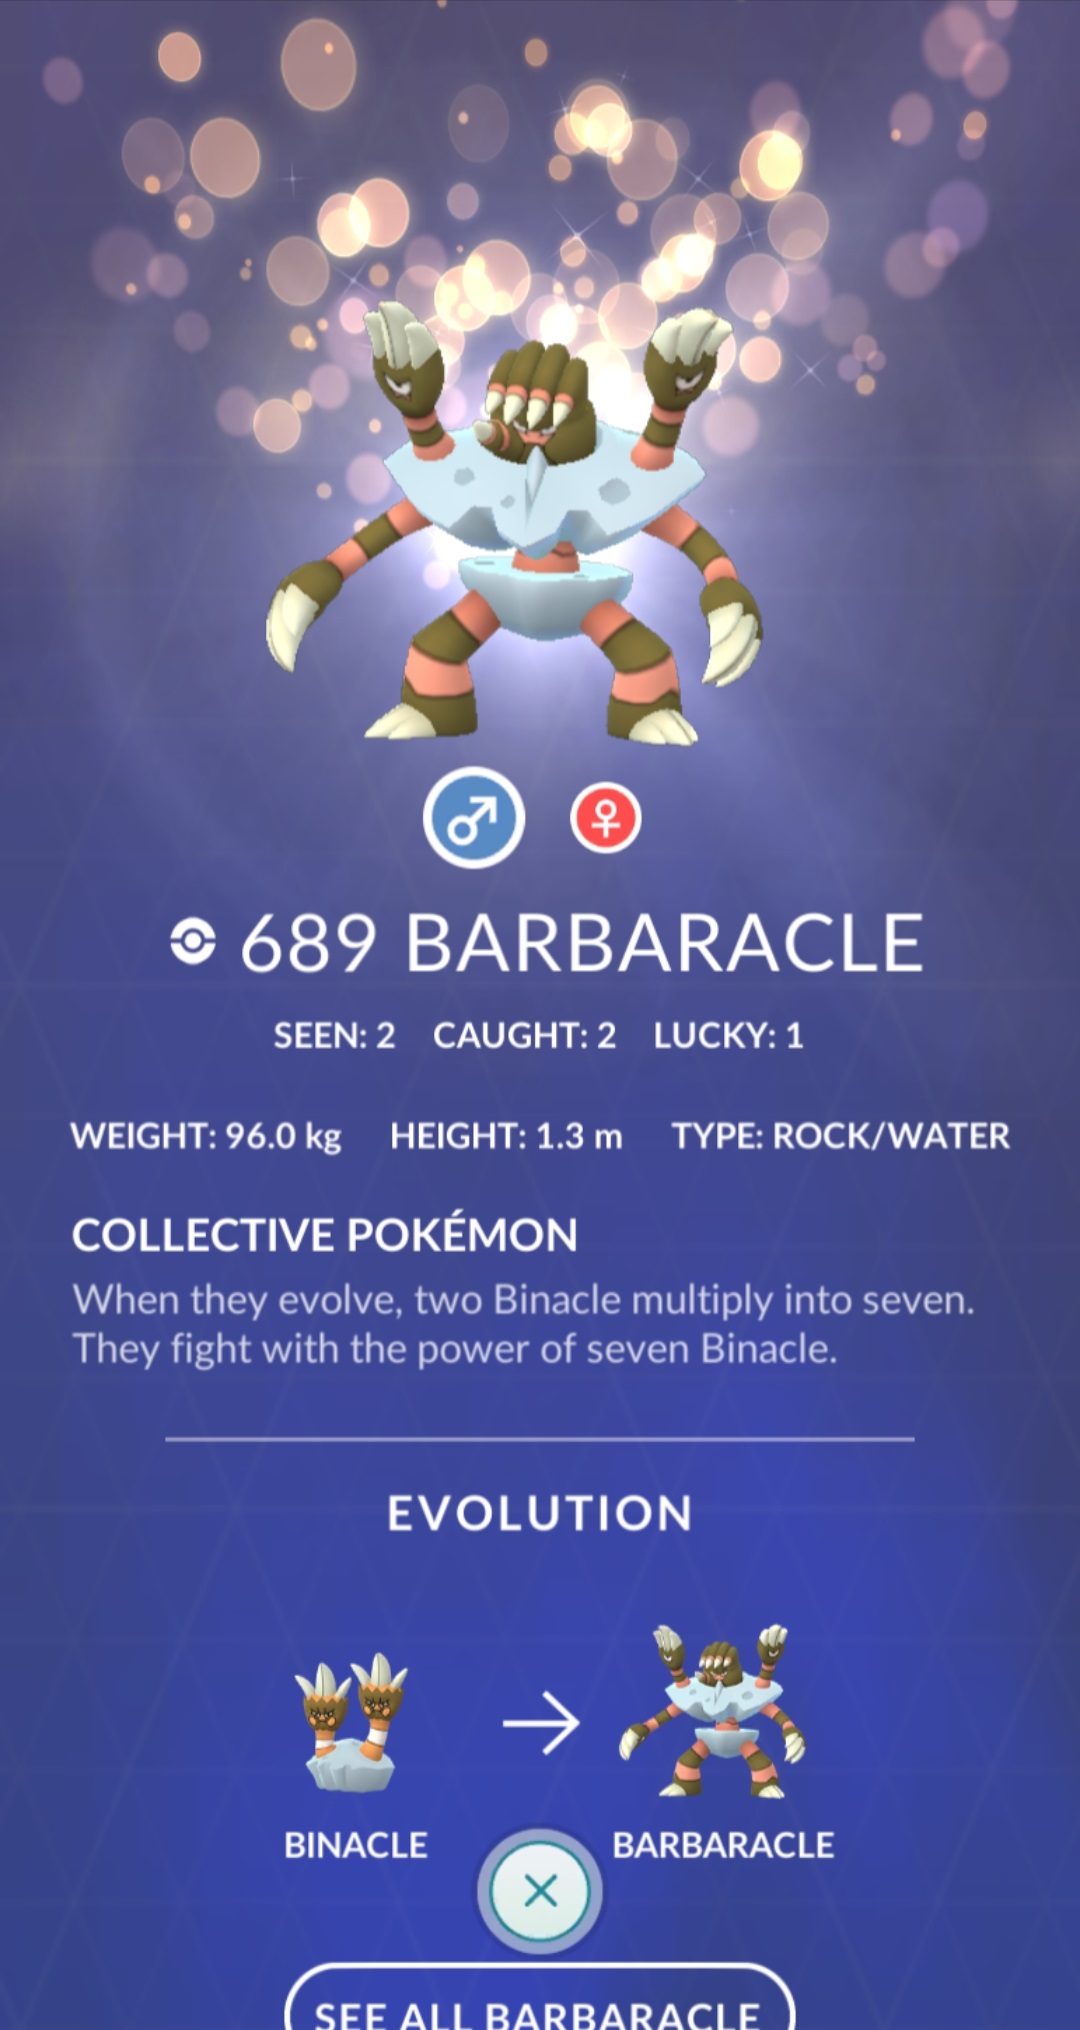 689 BARBARACLE
SEEN: 2 CAUGHT: 2 LUCKY: 1
WEIGHT: 96.0 kg HEIGHT: 1.3 m TYPE: ROCK/WATER
COLLECTIVE POKÉMON
When they evolve, two Binacle multiply into seven.
They fight with the power of seven Binacle.
EVOLUTION
BINACLE BARBARACLE
SEE ALL BARBARACLE